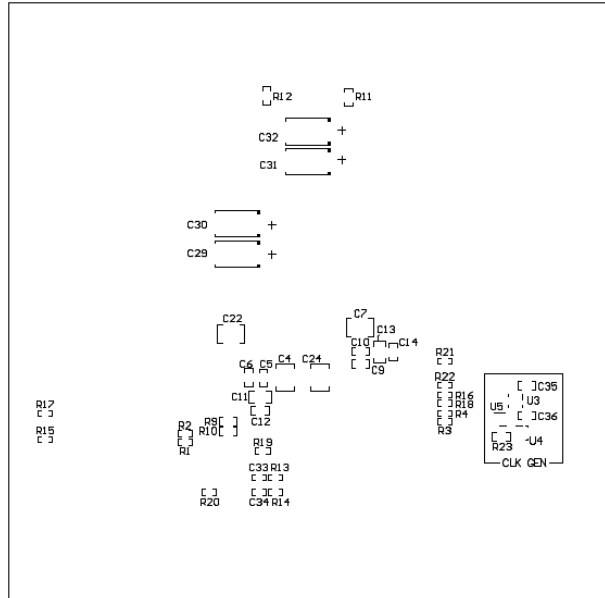 R12
R11
C32
+
C31
+
C30
+
C29
+
C22
C7
C13
C10
C14
C9
C6
C5
C4
C24
R21
C11
C12
R22
R16
R18
R4
R3
C35
U3
U5
C36
U4
R23
CLK GEN
R17
R15
R2
R9
R10
R1
R19
C33
R13
R20
C34
R14